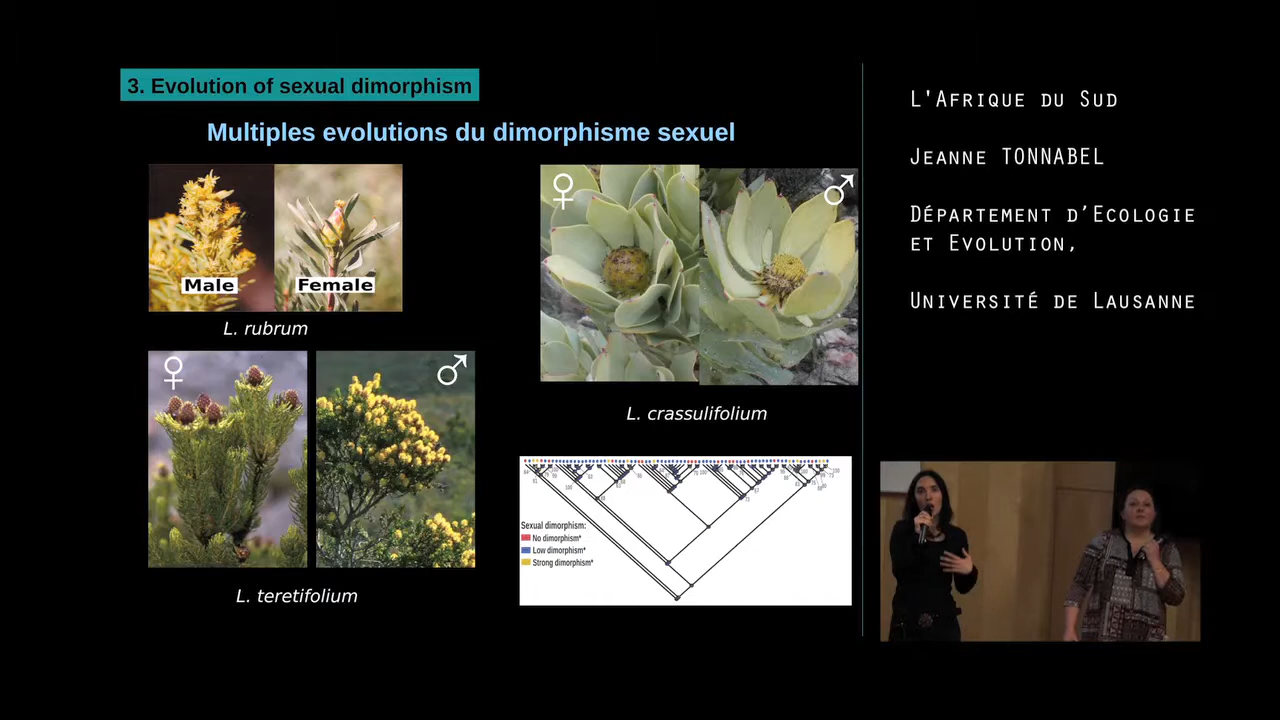 3. Evolution of sexual dimorphism
Multiples evolutions du dimorphisme sexuel
Male
Female
L. rubrum
♀
♂
L. teretifolium
♀
♂
L. crassulifolium
Sexual dimorphism:
No dimorphism*
Low dimorphism*
Strong dimorphism*
L'Afrique du Sud
Jeanne TONNABEL
Département d'Ecologie
et Evolution,
Université de Lausanne